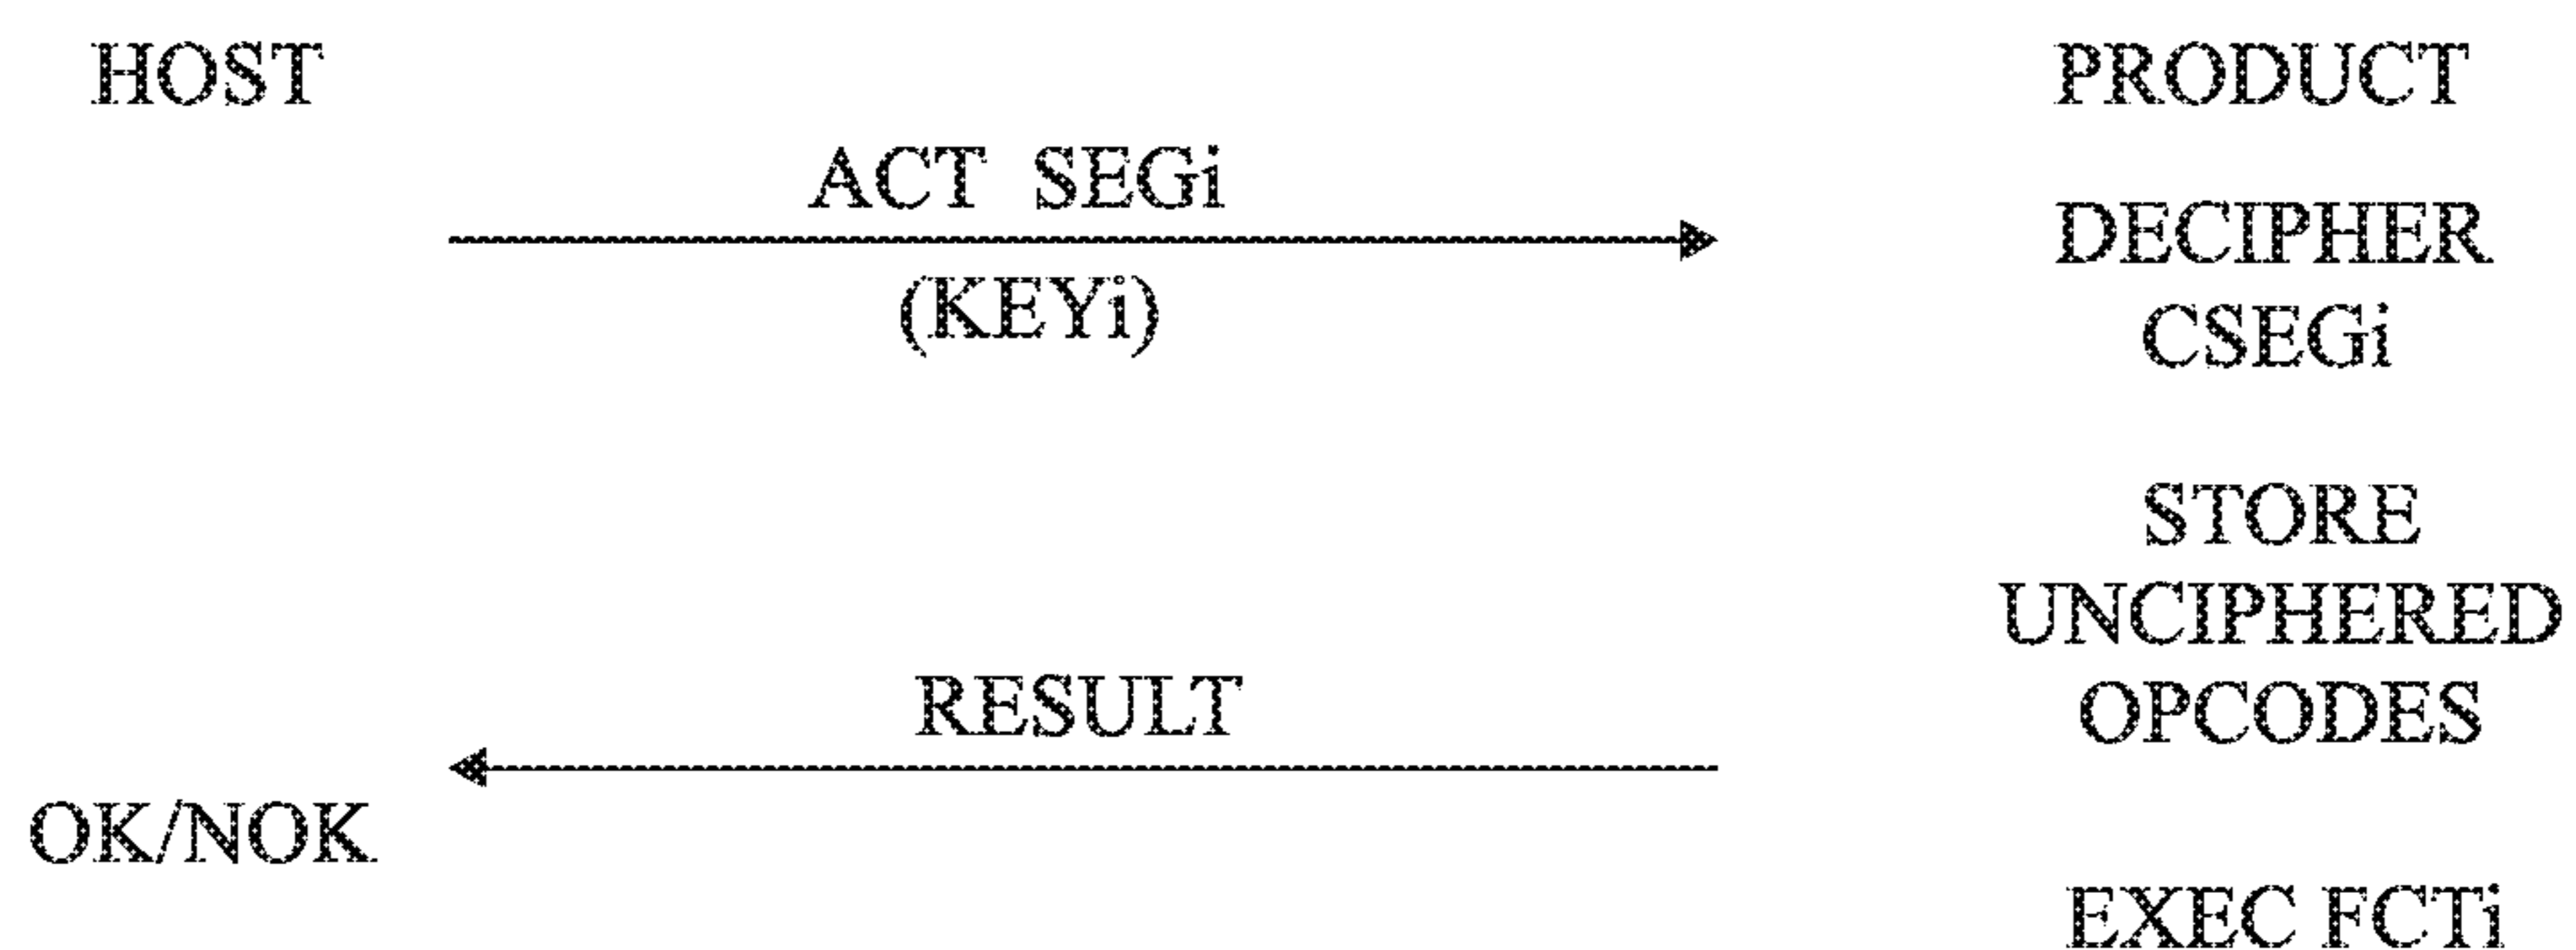 HOST
PRODUCT
ACT SEGi
(KEYi)
DECIPHER
CSEGi
STORE
UNCIPHERED
OPCODES
RESULT
OK/NOK
EXEC FCTi